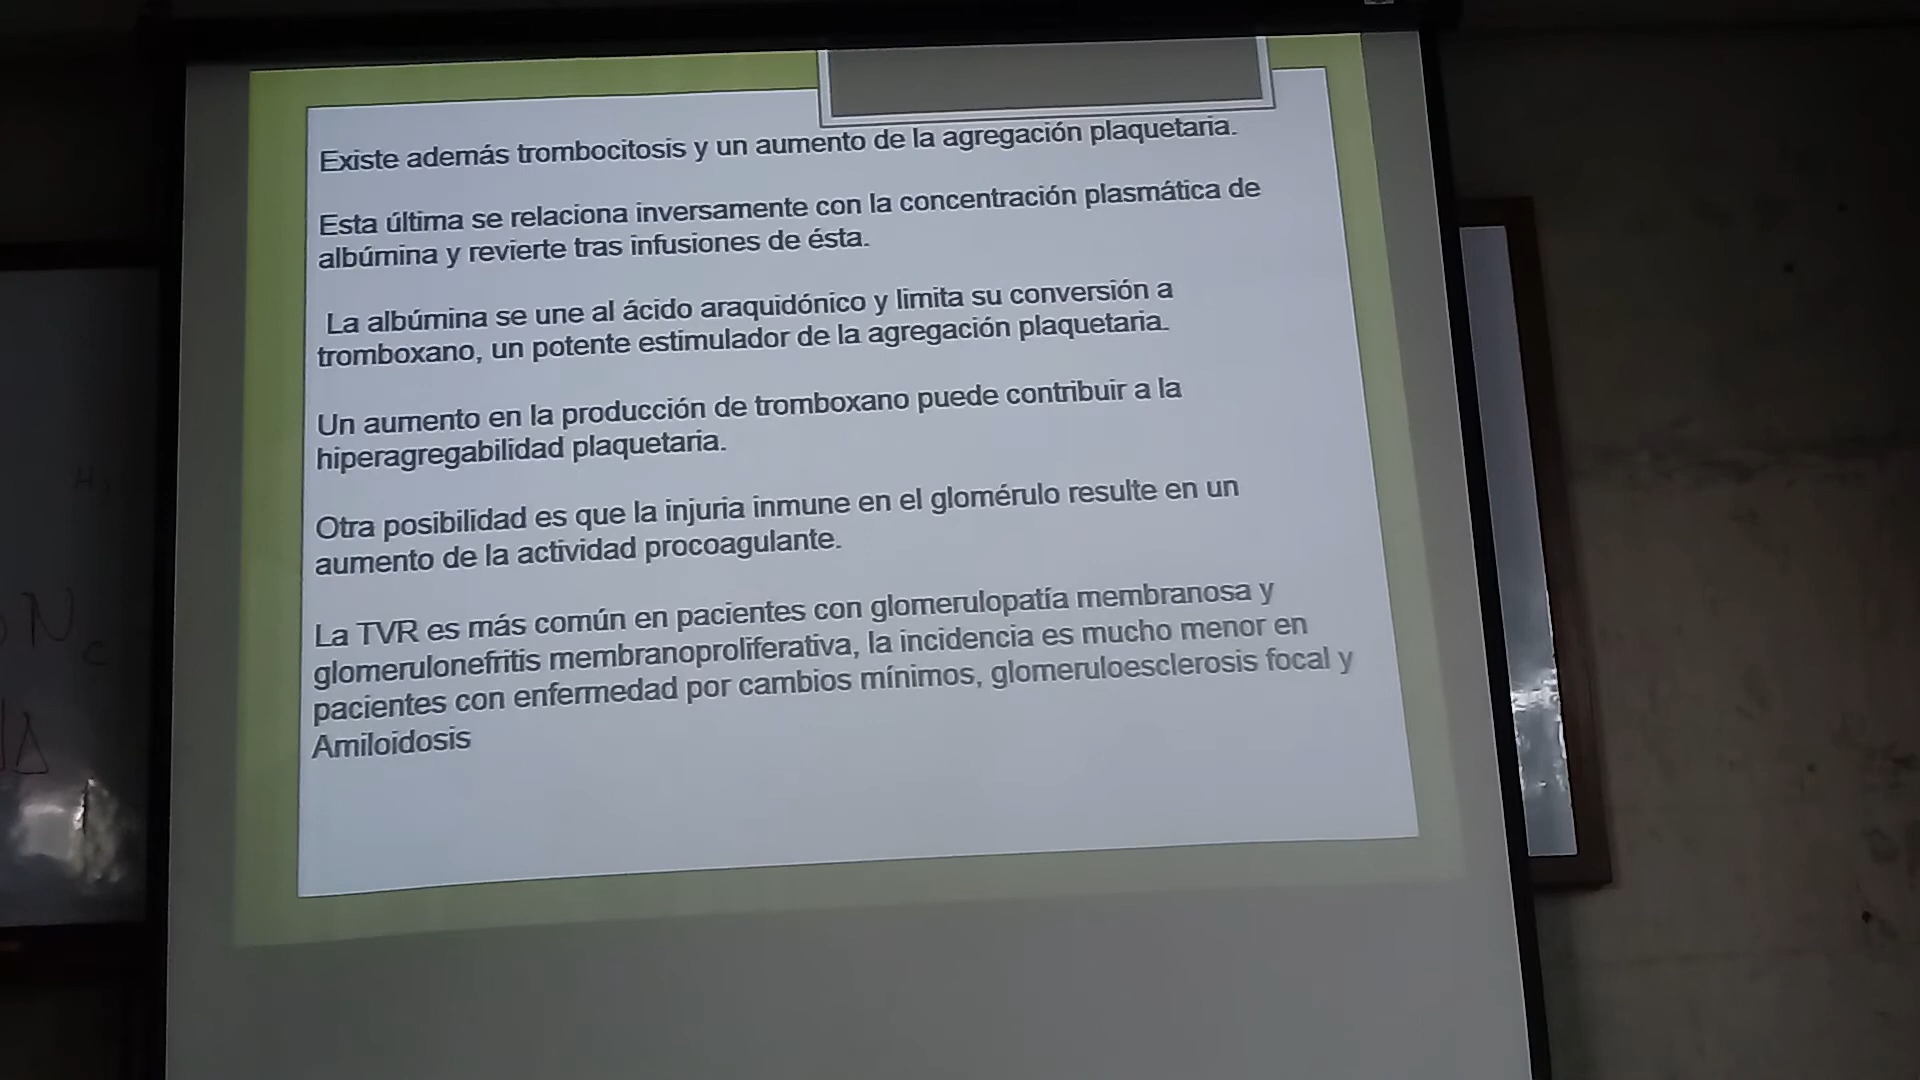 Existe además trombocitosis y un aumento de la agregación plaquetaria.
Esta última se relaciona inversamente con la concentración plasmática de
albúmina y revierte tras infusiones de ésta.
La albúmina se une al ácido araquidónico y limita su conversión a
tromboxano, un potente estimulador de la agregación plaquetaria.
Un aumento en la producción de tromboxano puede contribuir a la
hiperagregabilidad plaquetaria.
Otra posibilidad es que la injuria inmune en el glomérulo resulte en un
aumento de la actividad procoagulante.
La TVR es más común en pacientes con glomerulopatía membranosa y
glomerulonefritis membranoproliferativa, la incidencia es mucho menor en
pacientes con enfermedad por cambios mínimos, glomeruloesclerosis focal y
Amiloidosis